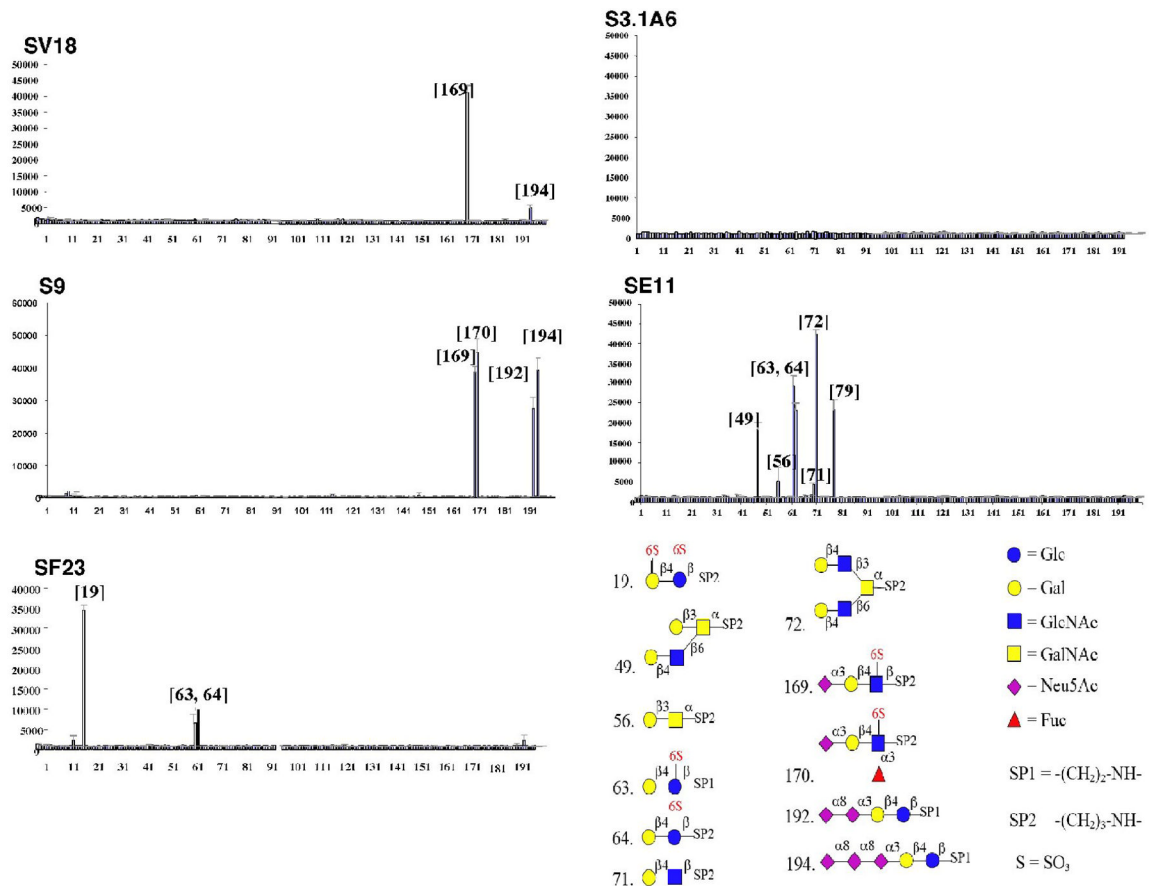 SV18
50000
45000
40000
35000
30000
25000
20000
15000
10000
5000
0
[169]
[194]
1 11 21 31 41 51 61 71 81 91 101 111 121 131 141 151 161 171 181 191
S3.1A6
50000
45000
40000
35000
30000
25000
20000
15000
10000
5000
0
1 11 21 31 41 51 61 71 81 91 101 111 121 131 141 151 161 171 181 191
S9
60000
50000
40000
30000
20000
10000
0
[170]
[194]
[169]
[192]
1 11 21 31 41 51 61 71 81 91 101 111 121 131 141 151 161 171 181 191
SE11
50000
45000
40000
35000
30000
25000
20000
15000
10000
5000
0
[72]
[63, 64]
[79]
[49]
[56]
[71]
1 11 21 31 41 51 61 71 81 91 101 111 121 131 141 151 161 171 181 191
SF23
40000
35000
30000
25000
20000
15000
10000
5000
0
[19]
[63, 64]
1 11 21 31 41 51 61 71 81 91 101 111 121 131 141 151 161 171 181 191
6S 6S
β4 β
19. SP2
β3 α
SP2
β6
49. β4
β3 α
56. SP2
6S
β4 β
63. SP1
6S
β4 β
64. SP2
β4 β
71. SP2
β4
β3
α
SP2
β6
72. β4
6S
α3 β4 β
169. SP2
6S
α3 β4 β
SP2
α3
170.
α8 α3 β4 β
192. SP1
α8 α8 α3 β4 β
194. SP1
= Glc
– Gal
= GlcNAc
= GalNAc
– Neu5Ac
= Fuc
SP1 = -(CH₂)₂-NH-
SP2 -(CH₂)₃-NH-
S = SO₃